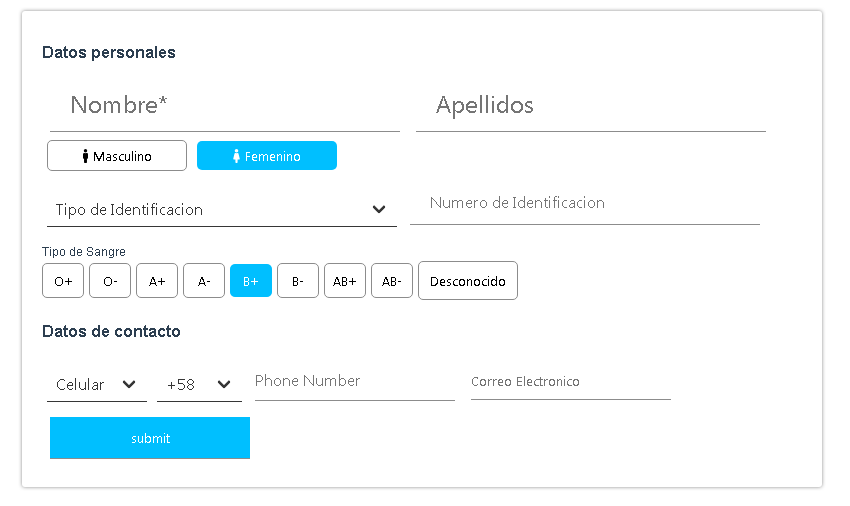 Datos personales
Nombre* Apellidos
Masculino Femenino
Tipo de Identificacion Numero de Identificacion
Tipo de Sangre
O+ O- A+ A- B+ B- AB+ AB- Desconocido
Datos de contacto
Celular +58 Phone Number Correo Electronico
submit